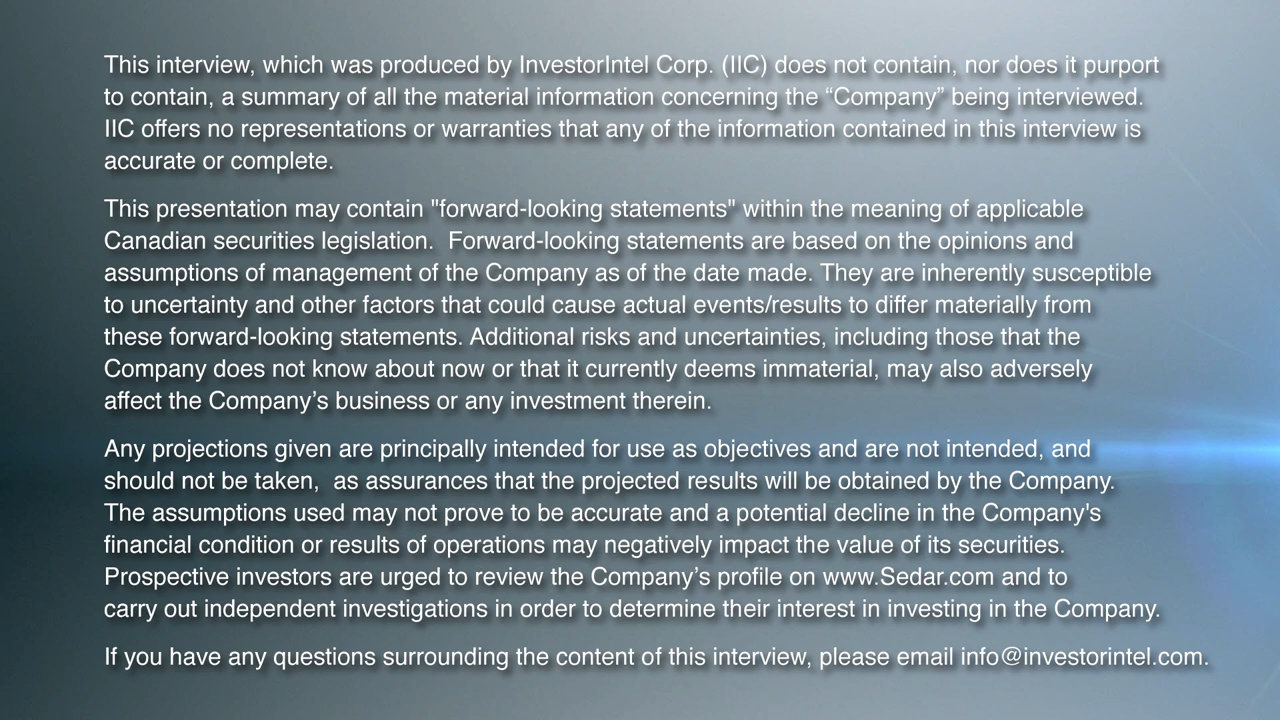 This interview, which was produced by InvestorIntel Corp. (IIC) does not contain, nor does it purport
to contain, a summary of all the material information concerning the “Company” being interviewed.
IIC offers no representations or warranties that any of the information contained in this interview is
accurate or complete.
This presentation may contain "forward-looking statements" within the meaning of applicable
Canadian securities legislation.  Forward-looking statements are based on the opinions and
assumptions of management of the Company as of the date made. They are inherently susceptible
to uncertainty and other factors that could cause actual events/results to differ materially from
these forward-looking statements. Additional risks and uncertainties, including those that the
Company does not know about now or that it currently deems immaterial, may also adversely
affect the Company’s business or any investment therein.
Any projections given are principally intended for use as objectives and are not intended, and
should not be taken,  as assurances that the projected results will be obtained by the Company.
The assumptions used may not prove to be accurate and a potential decline in the Company's
financial condition or results of operations may negatively impact the value of its securities.
Prospective investors are urged to review the Company’s profile on www.Sedar.com and to
carry out independent investigations in order to determine their interest in investing in the Company.
If you have any questions surrounding the content of this interview, please email info@investorintel.com.